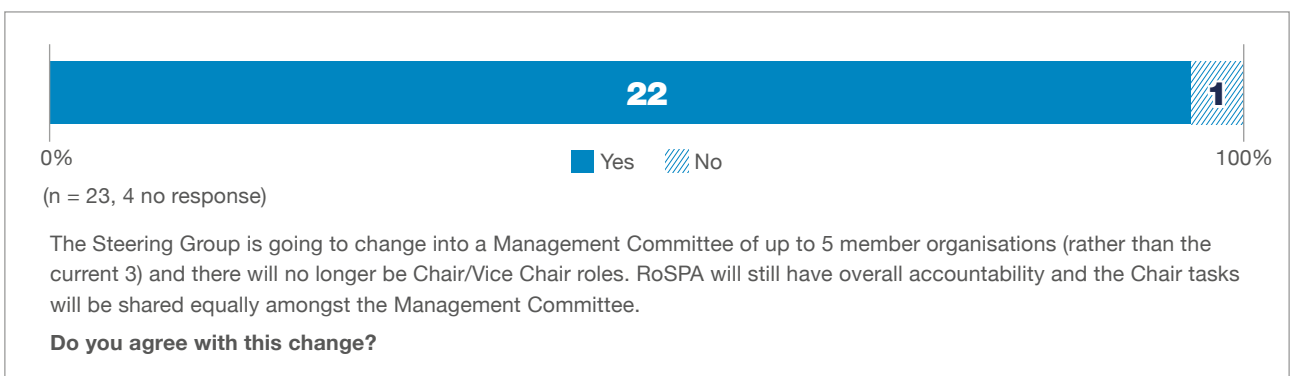 22 1
0% Yes No 100%
(n = 23, 4 no response)
The Steering Group is going to change into a Management Committee of up to 5 member organisations (rather than the
current 3) and there will no longer be Chair/Vice Chair roles. RoSPA will still have overall accountability and the Chair tasks
will be shared equally amongst the Management Committee.
Do you agree with this change?